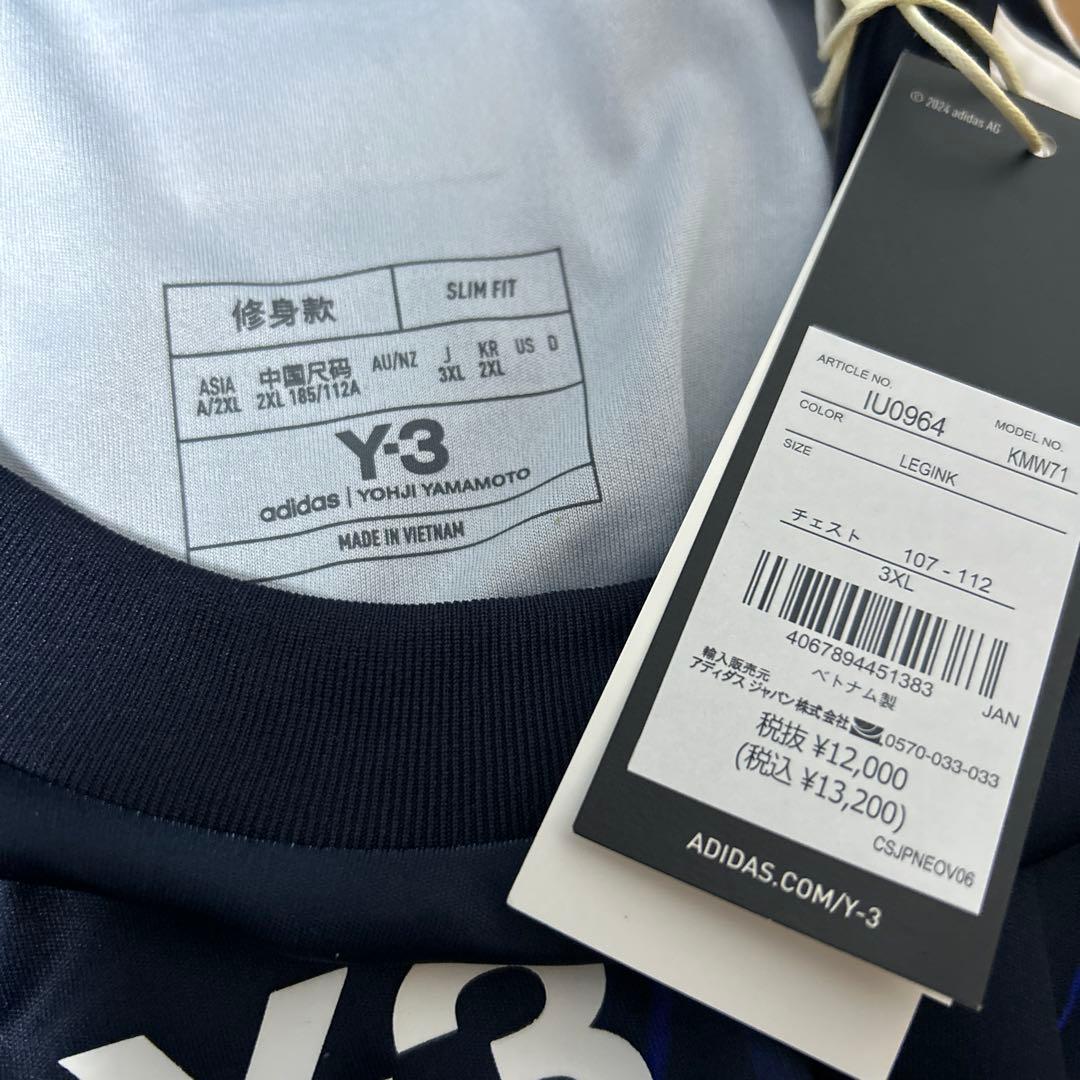 修身款 SLIM FIT
ASIA 中国尺码 AU/NZ J KR US D
A/2XL 2XL 185/112A 3XL 2XL
Y-3
adidas | YOHJI YAMAMOTO
MADE IN VIETNAM
© 2024 adidas AG
ARTICLE NO. MODEL NO.
IU0964 KMW71
COLOR
LEGINK
SIZE
チェスト 107 - 112
3XL
4067894451383 JAN
ベトナム製
輸入販売元
アディダス ジャパン株式会社 0570-033-033
税抜 ¥12,000
(税込 ¥13,200)
CSJPNEOV06
ADIDAS.COM/Y-3
Y-3